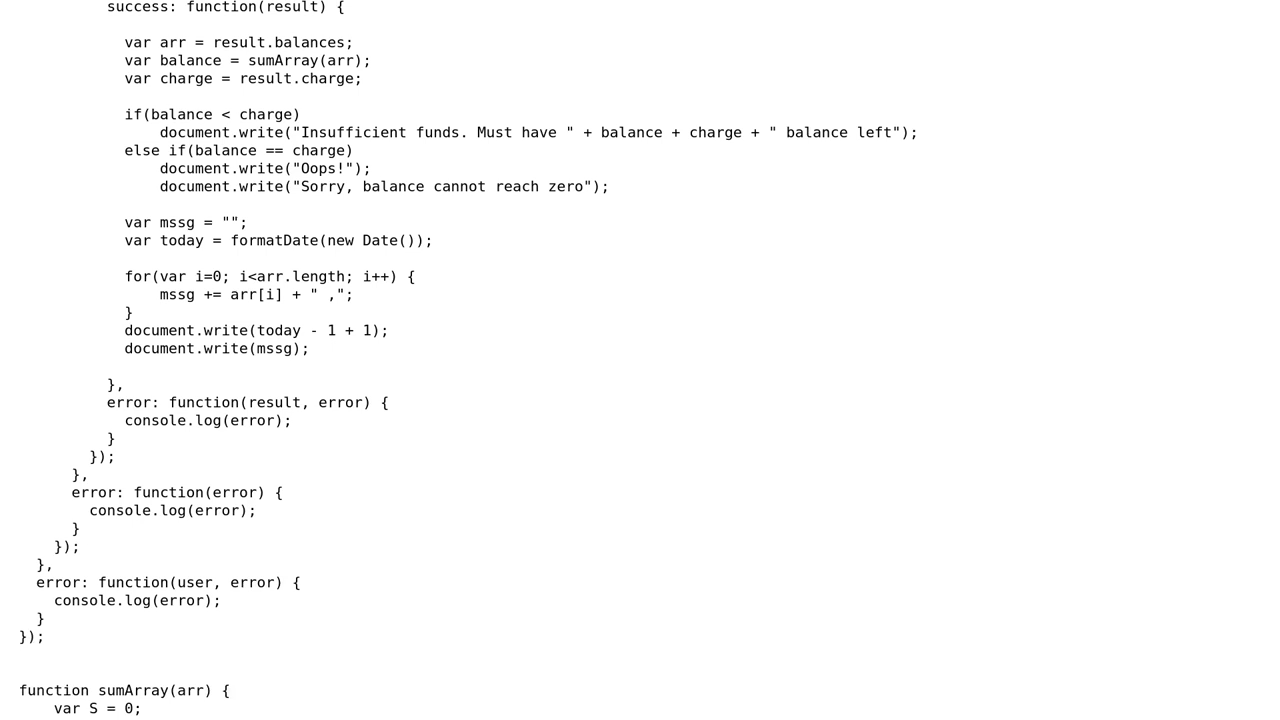 success: function(result) {
var arr = result.balances;
var balance = sumArray(arr);
var charge = result.charge;
if(balance < charge)
document.write("Insufficient funds. Must have " + balance + charge + " balance left");
else if(balance == charge)
document.write("Oops!");
document.write("Sorry, balance cannot reach zero");
var mssg = "";
var today = formatDate(new Date());
for(var i=0; i<arr.length; i++) {
mssg += arr[i] + " ,";
}
document.write(today - 1 + 1);
document.write(mssg);
},
error: function(result, error) {
console.log(error);
}
});
},
error: function(error) {
console.log(error);
}
});
},
error: function(user, error) {
console.log(error);
}
});
function sumArray(arr) {
var S = 0;